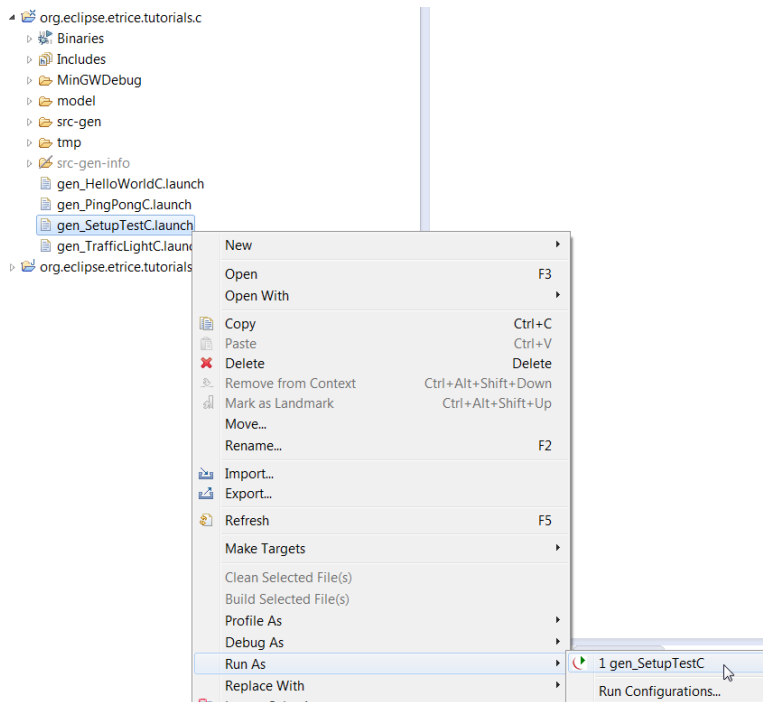 org.eclipse.etrice.tutorials.c
Binaries
Includes
MinGWDebug
model
src-gen
tmp
src-gen-info
gen_HelloWorldC.launch
gen_PingPongC.launch
gen_SetupTestC.launch
gen_TrafficLightC.launc
org.eclipse.etrice.tutorials
New
Open F3
Open With
Copy Ctrl+C
Paste Ctrl+V
Delete Delete
Remove from Context Ctrl+Alt+Shift+Down
Mark as Landmark Ctrl+Alt+Shift+Up
Move...
Rename... F2
Import...
Export...
Refresh F5
Make Targets
Clean Selected File(s)
Build Selected File(s)
Profile As
Debug As
Run As
1 gen_SetupTestC
Replace With
Run Configurations...